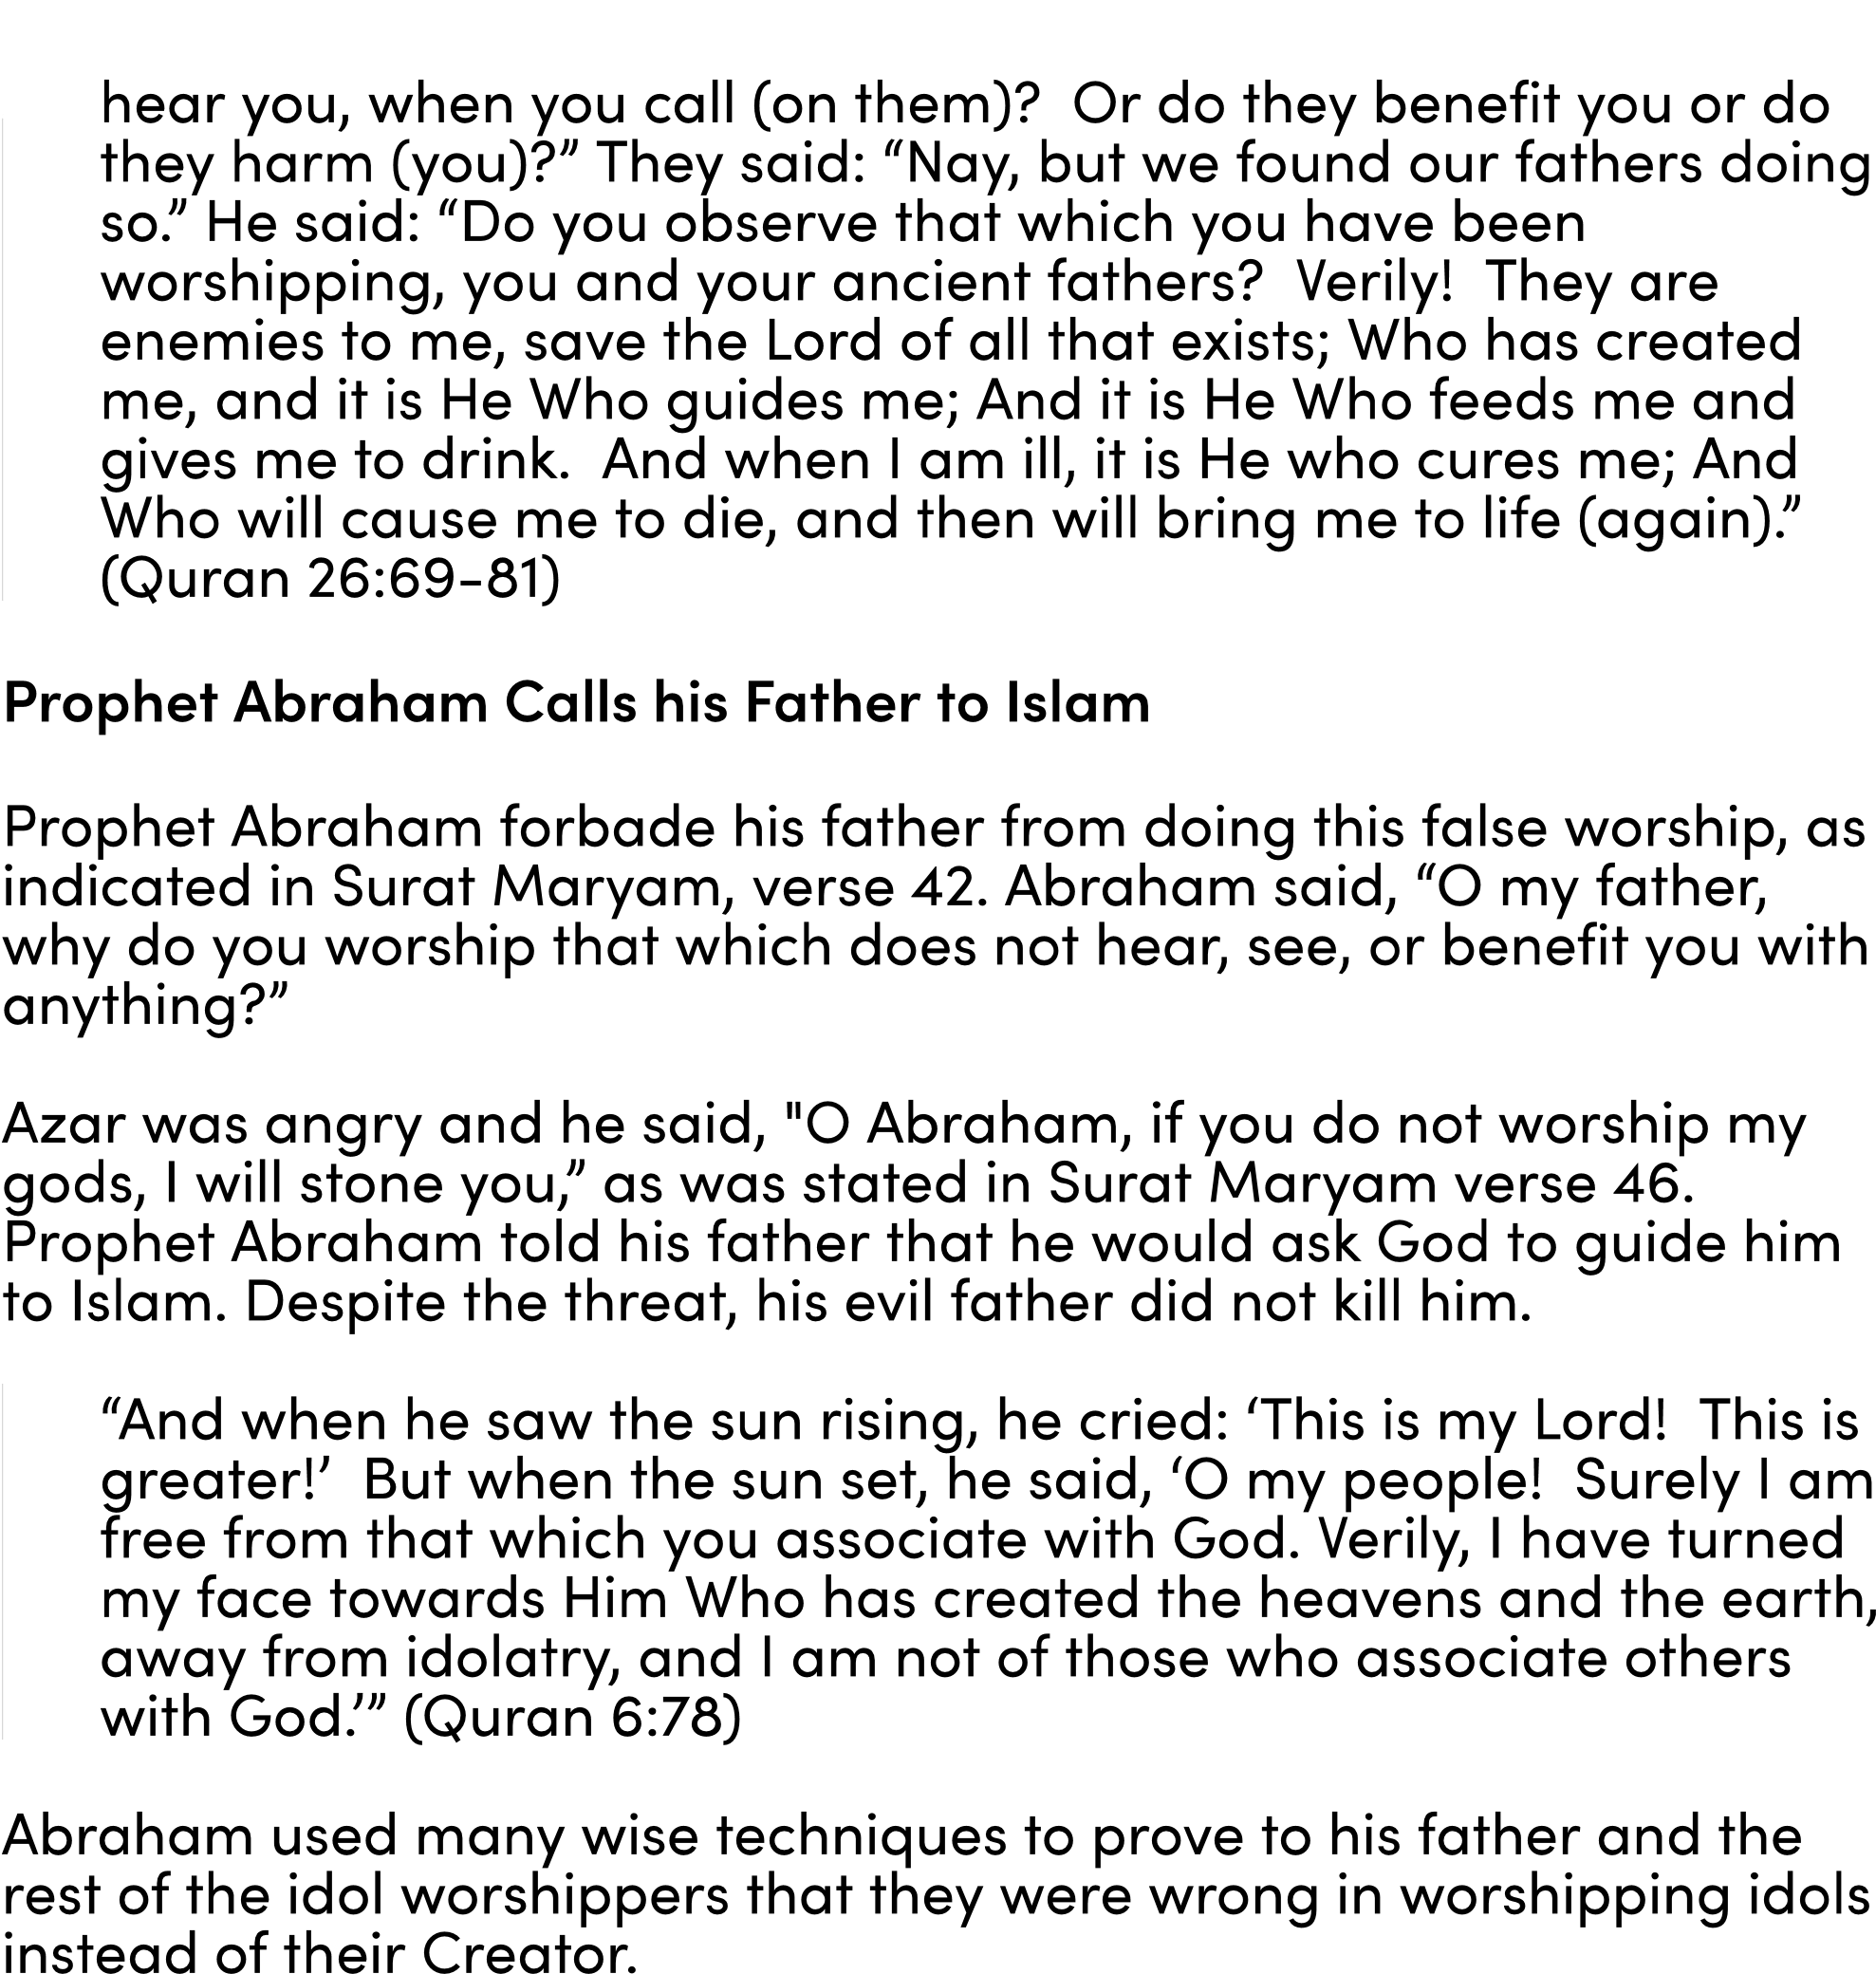 hear you, when you call (on them)?  Or do they benefit you or do
they harm (you)?” They said: “Nay, but we found our fathers doing
so.” He said: “Do you observe that which you have been
worshipping, you and your ancient fathers?  Verily!  They are
enemies to me, save the Lord of all that exists; Who has created
me, and it is He Who guides me; And it is He Who feeds me and
gives me to drink.  And when I am ill, it is He who cures me; And
Who will cause me to die, and then will bring me to life (again).”
(Quran 26:69-81)
Prophet Abraham Calls his Father to Islam
Prophet Abraham forbade his father from doing this false worship, as
indicated in Surat Maryam, verse 42. Abraham said, “O my father,
why do you worship that which does not hear, see, or benefit you with
anything?”
Azar was angry and he said, "O Abraham, if you do not worship my
gods, I will stone you,” as was stated in Surat Maryam verse 46.
Prophet Abraham told his father that he would ask God to guide him
to Islam. Despite the threat, his evil father did not kill him.
“And when he saw the sun rising, he cried: ‘This is my Lord!  This is
greater!’  But when the sun set, he said, ‘O my people!  Surely I am
free from that which you associate with God. Verily, I have turned
my face towards Him Who has created the heavens and the earth,
away from idolatry, and I am not of those who associate others
with God.’” (Quran 6:78)
Abraham used many wise techniques to prove to his father and the
rest of the idol worshippers that they were wrong in worshipping idols
instead of their Creator.